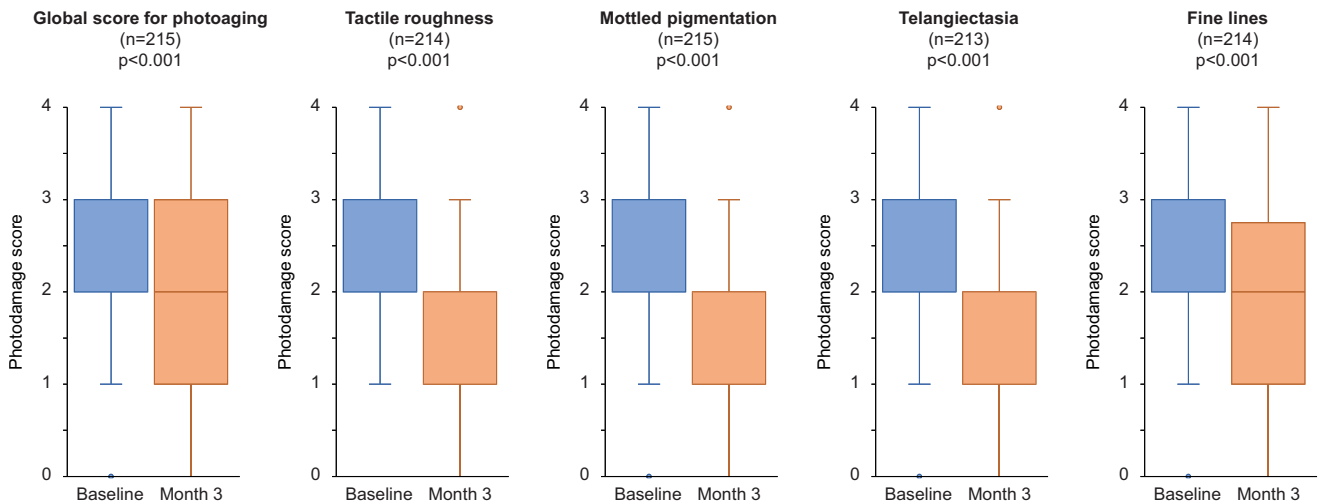 Global score for photoaging
(n=215)
p<0.001
Photodamage score
4
3
2
1
0
Baseline
Month 3
Tactile roughness
(n=214)
p<0.001
Photodamage score
4
3
2
1
0
Baseline
Month 3
Mottled pigmentation
(n=215)
p<0.001
Photodamage score
4
3
2
1
0
Baseline
Month 3
Telangiectasia
(n=213)
p<0.001
Photodamage score
4
3
2
1
0
Baseline
Month 3
Fine lines
(n=214)
p<0.001
Photodamage score
4
3
2
1
0
Baseline
Month 3